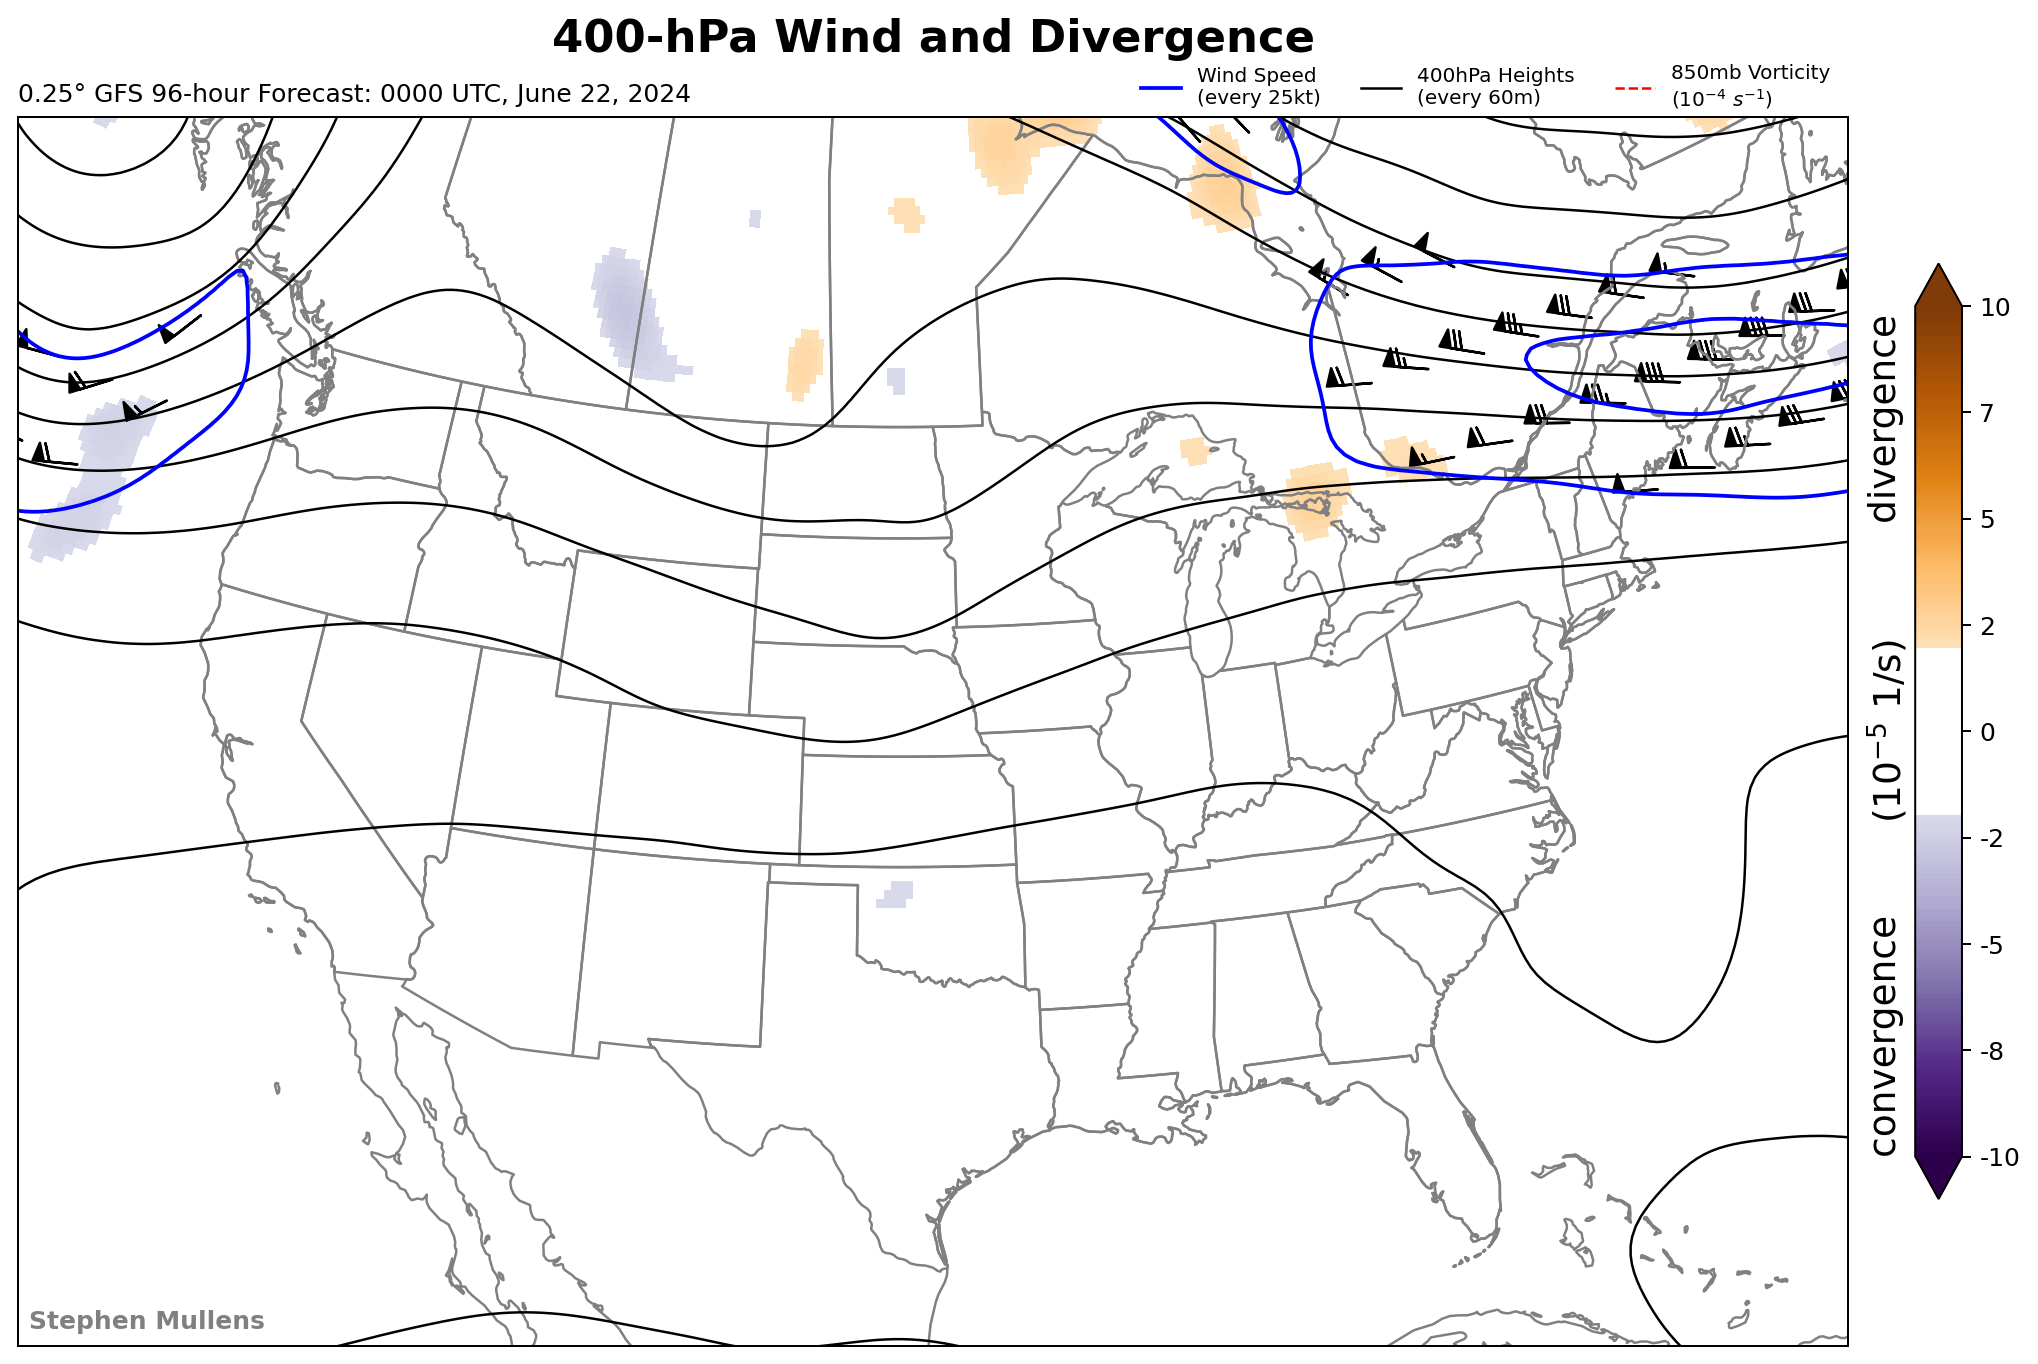 400-hPa Wind and Divergence
0.25° GFS 96-hour Forecast: 0000 UTC, June 22, 2024
Wind Speed
(every 25kt)
400hPa Heights
(every 60m)
850mb Vorticity
(10⁻⁴ s⁻¹)
10
7
5
2
0
-2
-5
-8
-10
convergence (10⁻⁵ 1/s) divergence
Stephen Mullens